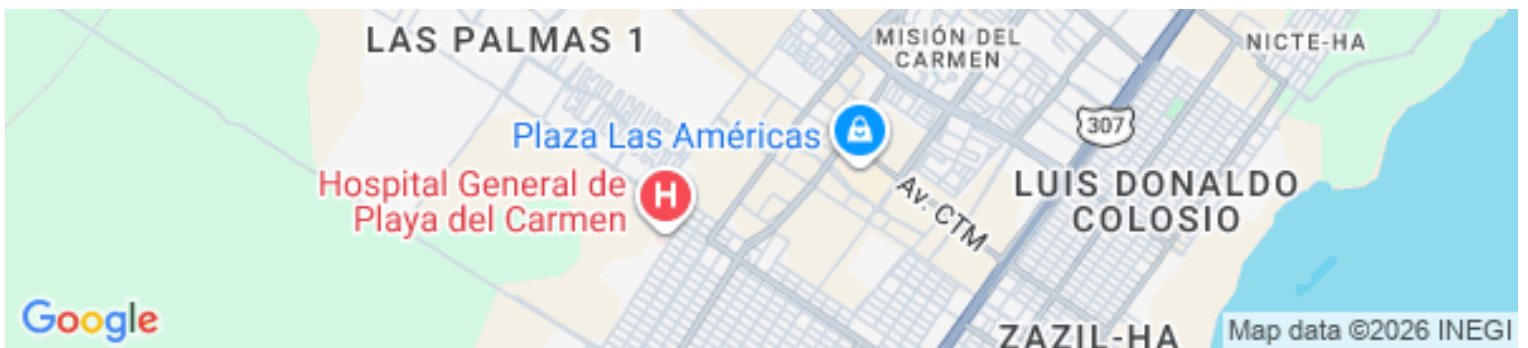 LAS PALMAS 1
MISIÓN DEL
CARMEN
NICTE-HA
307
Plaza Las Américas
Hospital General de
Playa del Carmen
H
Av. CTM
LUIS DONALDO
COLOSIO
Google
ZAZIL-HA
Map data ©2026 INEGI